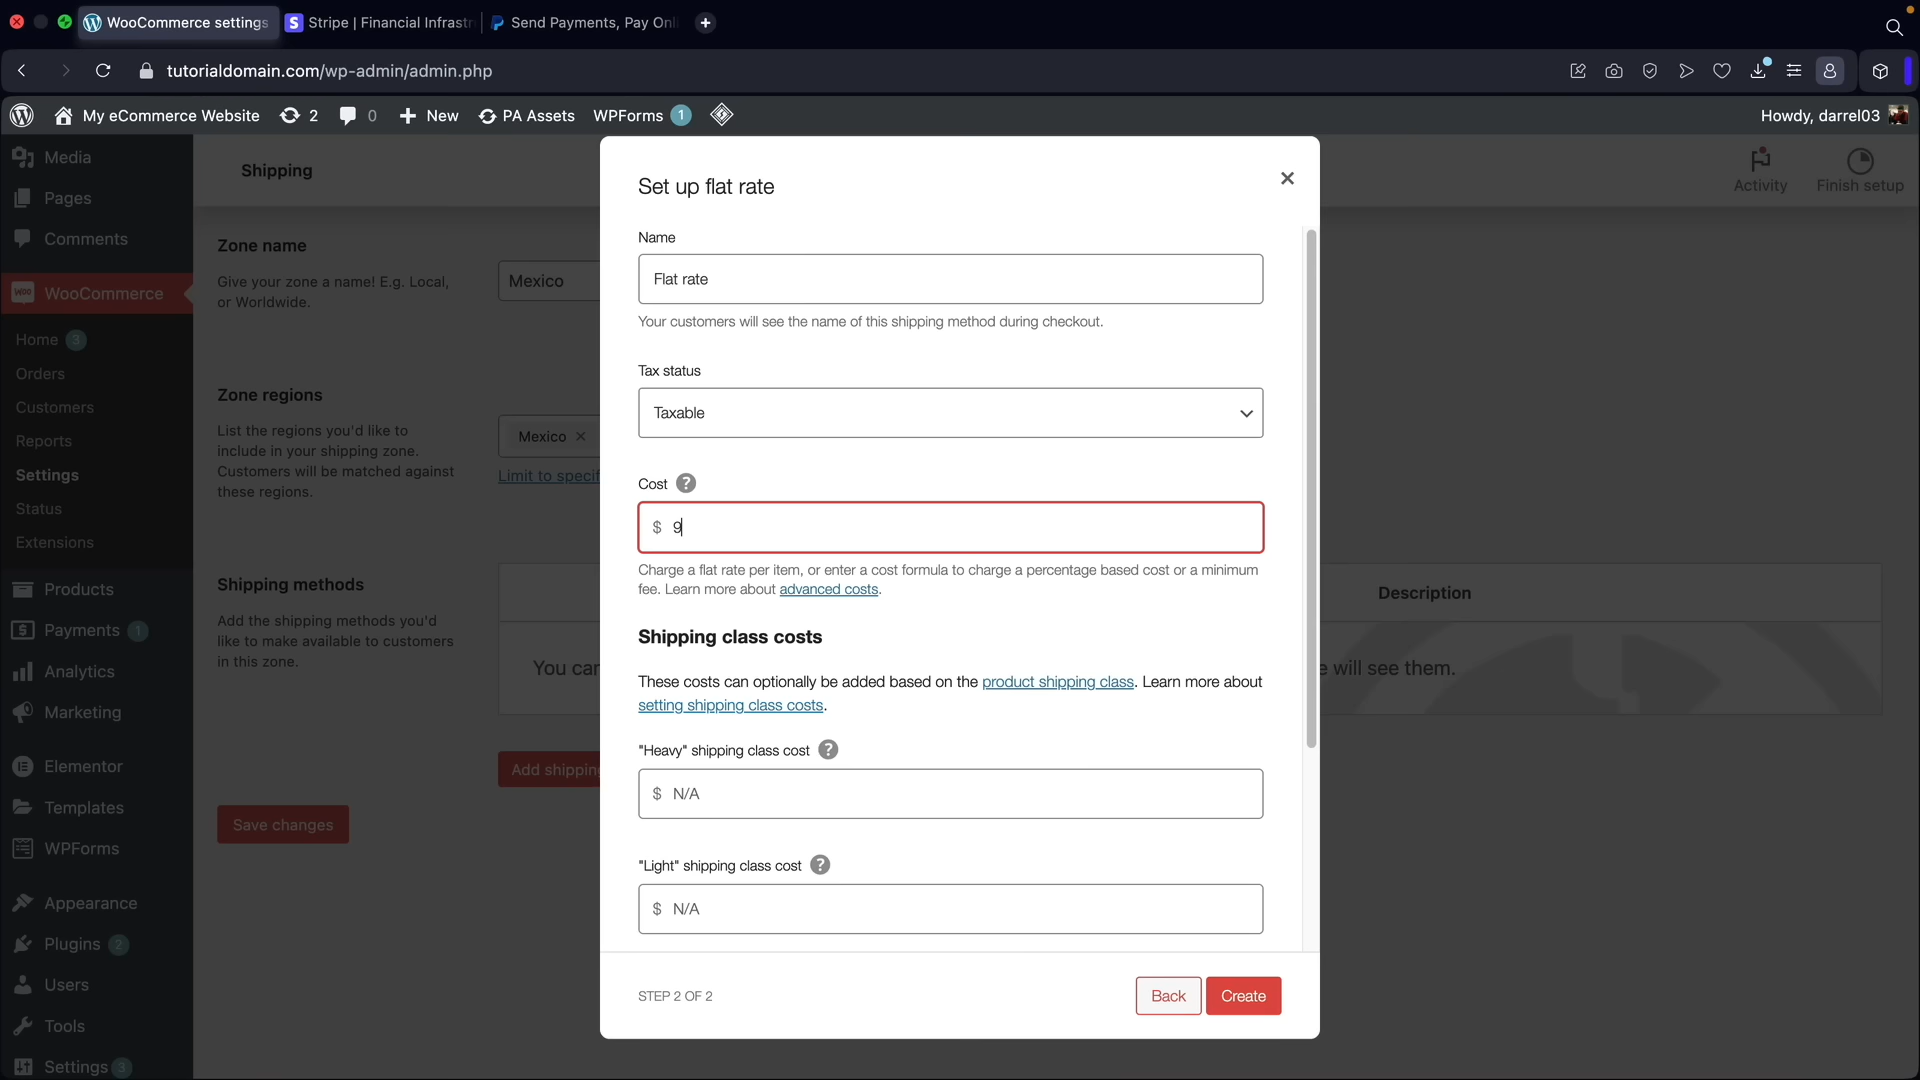 WooCommerce settings
S Stripe | Financial Infrastr
Send Payments, Pay Onl
tutorialdomain.com/wp-admin/admin.php
My eCommerce Website
2
0
New
PA Assets
WPForms 1
Howdy, darrel03
Media
Pages
Comments
WOO WooCommerce
Home 3
Orders
Customers
Reports
Settings
Status
Extensions
Products
Payments 1
Analytics
Marketing
Elementor
Templates
WPForms
Appearance
Plugins 2
Users
Tools
Settings 3
Shipping
Activity
Finish setup
Zone name
Give your zone a name! E.g. Local,
or Worldwide.
Mexico
Zone regions
List the regions you'd like to
include in your shipping zone.
Customers will be matched against
these regions.
Mexico ×
Limit to specif
Shipping methods
Add the shipping methods you'd
like to make available to customers
in this zone.
Description
You can
e will see them.
Add shipping
Save changes
Set up flat rate
Name
Flat rate
Your customers will see the name of this shipping method during checkout.
Tax status
Taxable
Cost ?
$ 9
Charge a flat rate per item, or enter a cost formula to charge a percentage based cost or a minimum
fee. Learn more about advanced costs.
Shipping class costs
These costs can optionally be added based on the product shipping class. Learn more about
setting shipping class costs.
"Heavy" shipping class cost ?
$ N/A
"Light" shipping class cost ?
$ N/A
STEP 2 OF 2
Back
Create